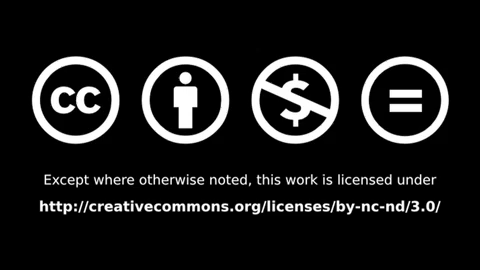 cc
$
=
Except where otherwise noted, this work is licensed under
http://creativecommons.org/licenses/by-nc-nd/3.0/